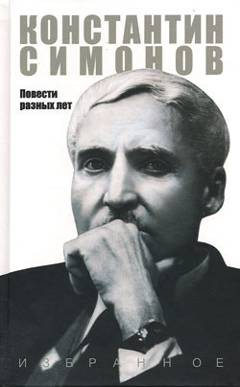 КОНСТАНТИН
СИМОНОВ
Повести
разных лет
ИЗБРАННОЕ